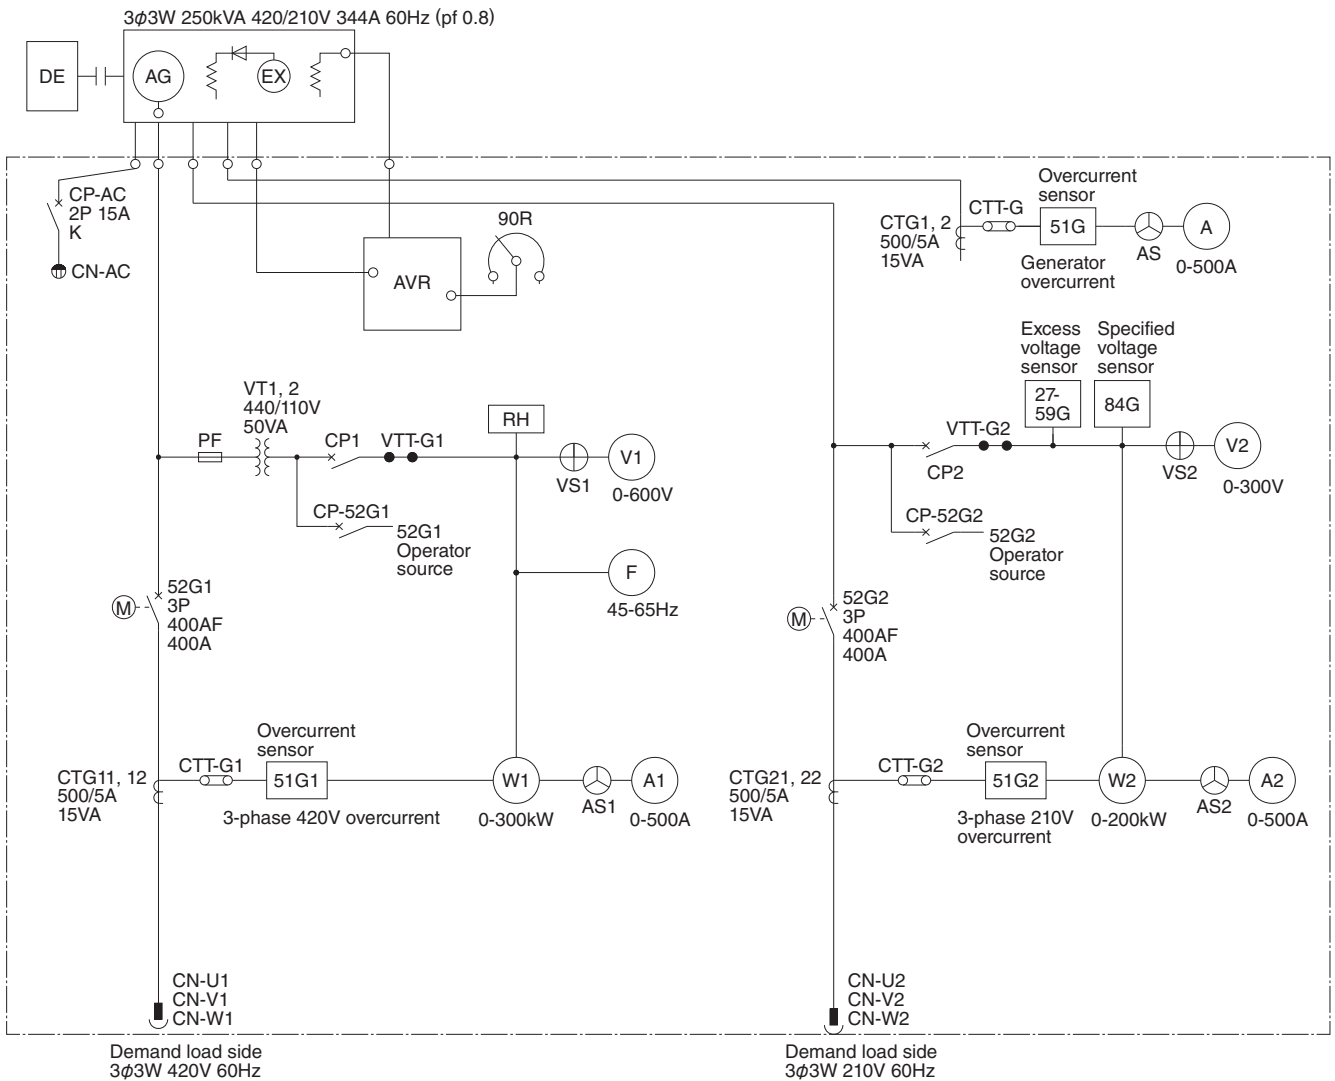 3φ3W 250kVA 420/210V 344A 60Hz (pf 0.8)
DE
AG
EX
CP-AC
2P 15A
K
CN-AC
AVR
90R
CTG1, 2
500/5A
15VA
CTT-G
Overcurrent
sensor
51G
Generator
overcurrent
AS
A
0-500A
VT1, 2
440/110V
50VA
PF
CP1
VTT-G1
RH
VS1
V1
0-600V
CP-52G1
52G1
Operator
source
F
45-65Hz
M
52G1
3P
400AF
400A
Excess
voltage
sensor
27-
59G
Specified
voltage
sensor
84G
VTT-G2
CP2
VS2
V2
0-300V
CP-52G2
52G2
Operator
source
M
52G2
3P
400AF
400A
CTG11, 12
500/5A
15VA
CTT-G1
Overcurrent
sensor
51G1
3-phase 420V overcurrent
W1
0-300kW
AS1
A1
0-500A
CTG21, 22
500/5A
15VA
CTT-G2
Overcurrent
sensor
51G2
3-phase 210V
overcurrent
W2
0-200kW
AS2
A2
0-500A
CN-U1
CN-V1
CN-W1
Demand load side
3φ3W 420V 60Hz
CN-U2
CN-V2
CN-W2
Demand load side
3φ3W 210V 60Hz